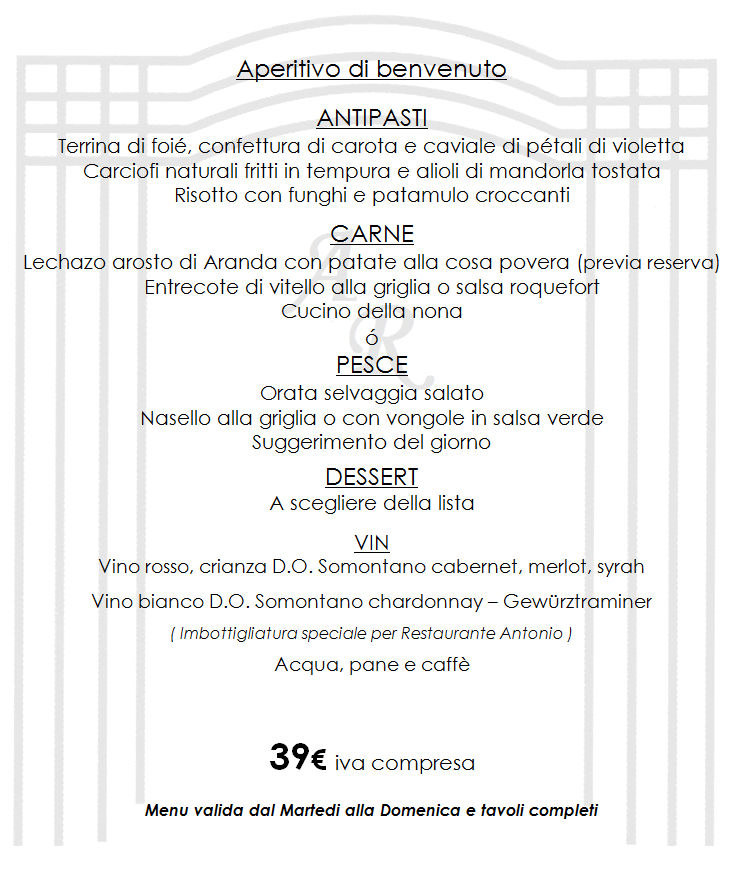 Aperitivo di benvenuto
ANTIPASTI
Terrina di foié, confettura di carota e caviale di pétali di violetta
Carciofi naturali fritti in tempura e alioli di mandorla tostata
Risotto con funghi e patamulo croccanti
CARNE
Lechazo arosto di Aranda con patate alla cosa povera (previa reserva)
Entrecote di vitello alla griglia o salsa roquefort
Cucino della nona
ó
PESCE
Orata selvaggia salato
Nasello alla griglia o con vongole in salsa verde
Suggerimento del giorno
DESSERT
A scegliere della lista
VIN
Vino rosso, crianza D.O. Somontano cabernet, merlot, syrah
Vino bianco D.O. Somontano chardonnay – Gewürztraminer
( Imbottigliatura speciale per Restaurante Antonio )
Acqua, pane e caffè
39€ iva compresa
Menu valida dal Martedi alla Domenica e tavoli completi
AR